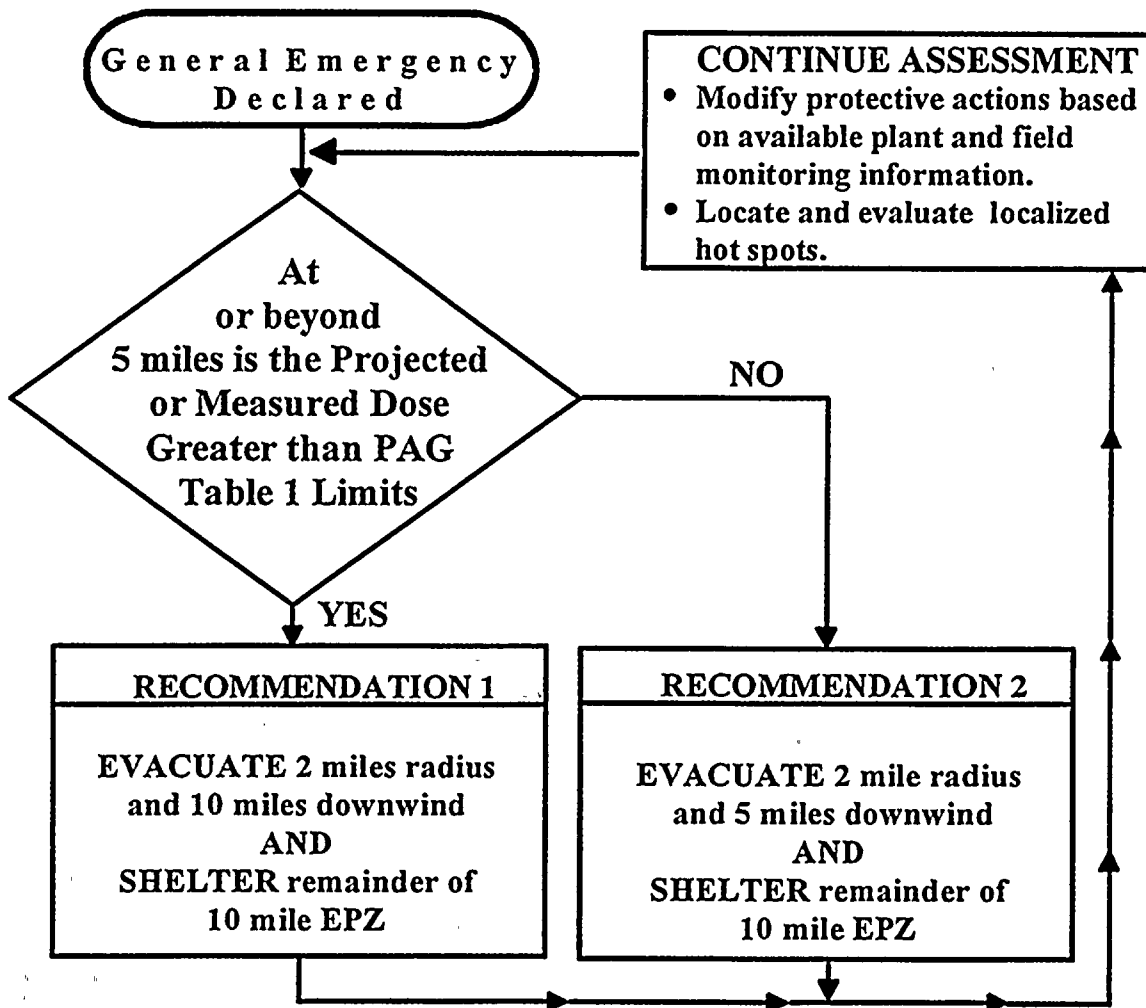 General Emergency
Declared
CONTINUE ASSESSMENT
• Modify protective actions based
on available plant and field
monitoring information.
• Locate and evaluate localized
hot spots.
At
or beyond
5 miles is the Projected
or Measured Dose
Greater than PAG
Table 1 Limits
NO
YES
RECOMMENDATION 1
EVACUATE 2 miles radius
and 10 miles downwind
AND
SHELTER remainder of
10 mile EPZ
RECOMMENDATION 2
EVACUATE 2 mile radius
and 5 miles downwind
AND
SHELTER remainder of
10 mile EPZ